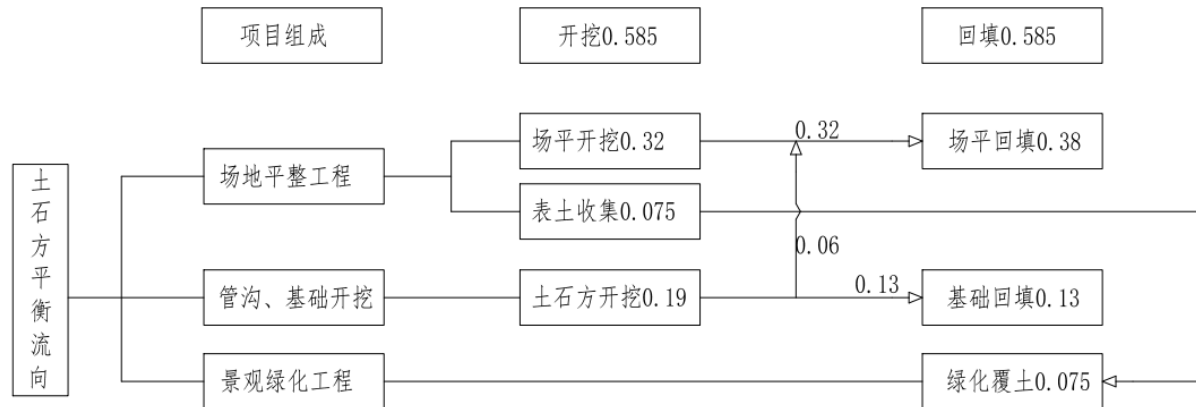 项目组成
开挖0.585
回填0.585
场平开挖0.32
0.32
场平回填0.38
场地平整工程
表土收集0.075
土石方平衡流向
0.06
管沟、基础开挖
土石方开挖0.19
0.13
基础回填0.13
景观绿化工程
绿化覆土0.075